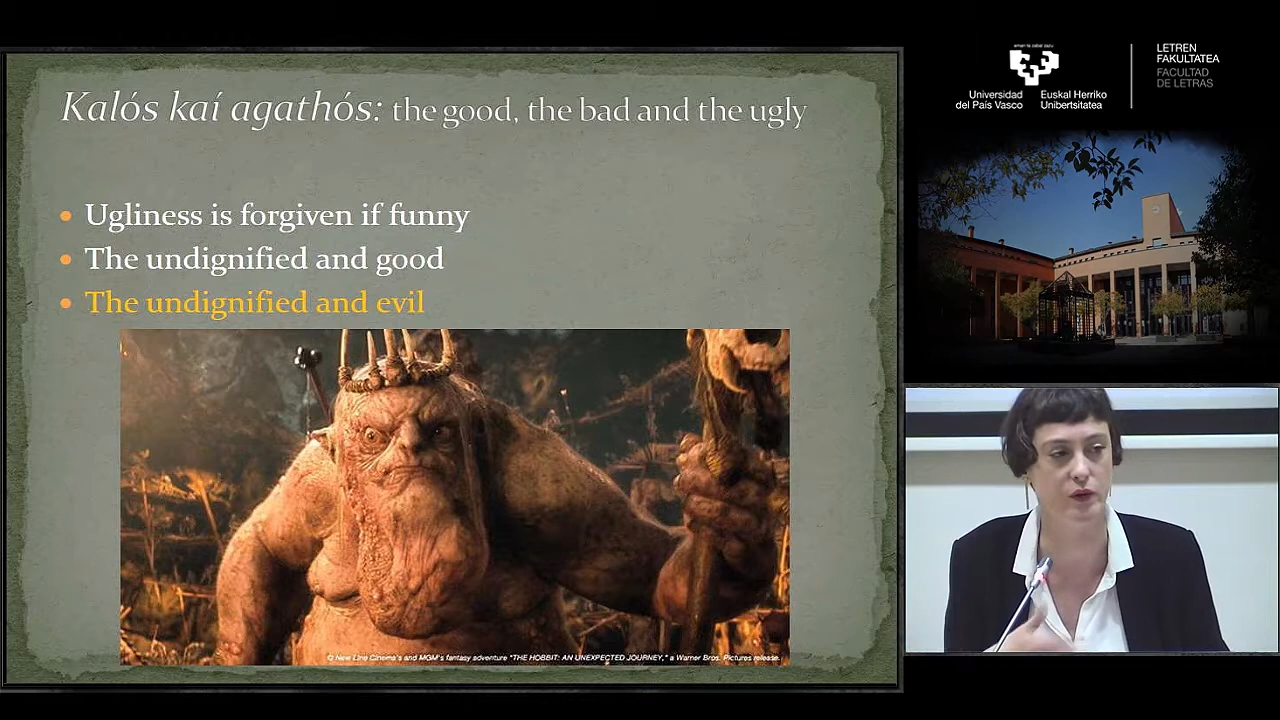 Kalós kaí agathós: the good, the bad and the ugly
Ugliness is forgiven if funny
The undignified and good
The undignified and evil
© New Line Cinema's and MGM's fantasy adventure "THE HOBBIT: AN UNEXPECTED JOURNEY," a Warner Bros. Pictures release.
Universidad del País Vasco
Euskal Herriko Unibertsitatea
LETREN
FAKULTATEA
FACULTAD
DE LETRAS